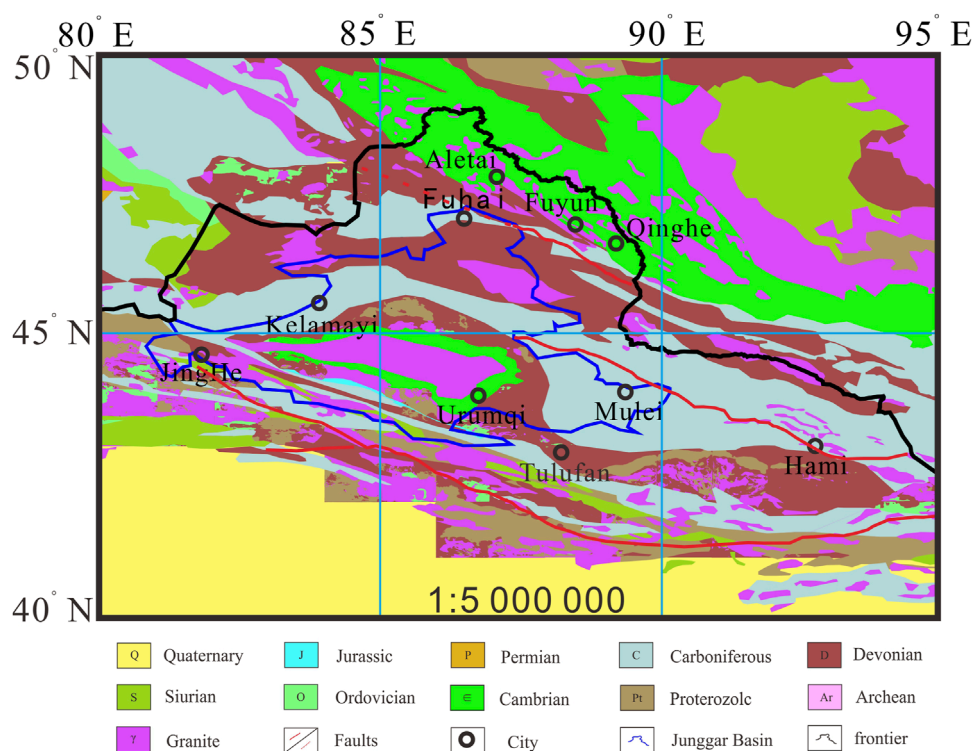 80° E 85° E 90° E 95° E
50° N
Aletai
Fuhai
Fuyun
Qinghe
45° N
Kelamayi
JingHe
Urumqi
Mulei
Tulufan
Hami
40° N
1:5 000 000
Q Quaternary J Jurassic P Permian C Carboniferous D Devonian
S Siurian O Ordovician ∈ Cambrian Pt Proterozolc Ar Archean
γ Granite Faults City Junggar Basin frontier